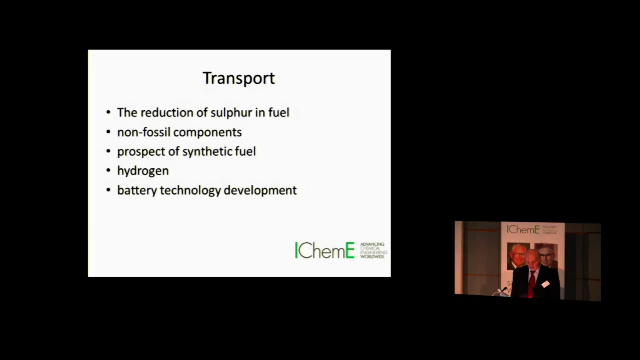 Transport
• The reduction of sulphur in fuel
• non-fossil components
• prospect of synthetic fuel
• hydrogen
• battery technology development
IChemE
ADVANCING
CHEMICAL
ENGINEERING
WORLDWIDE
IChemE